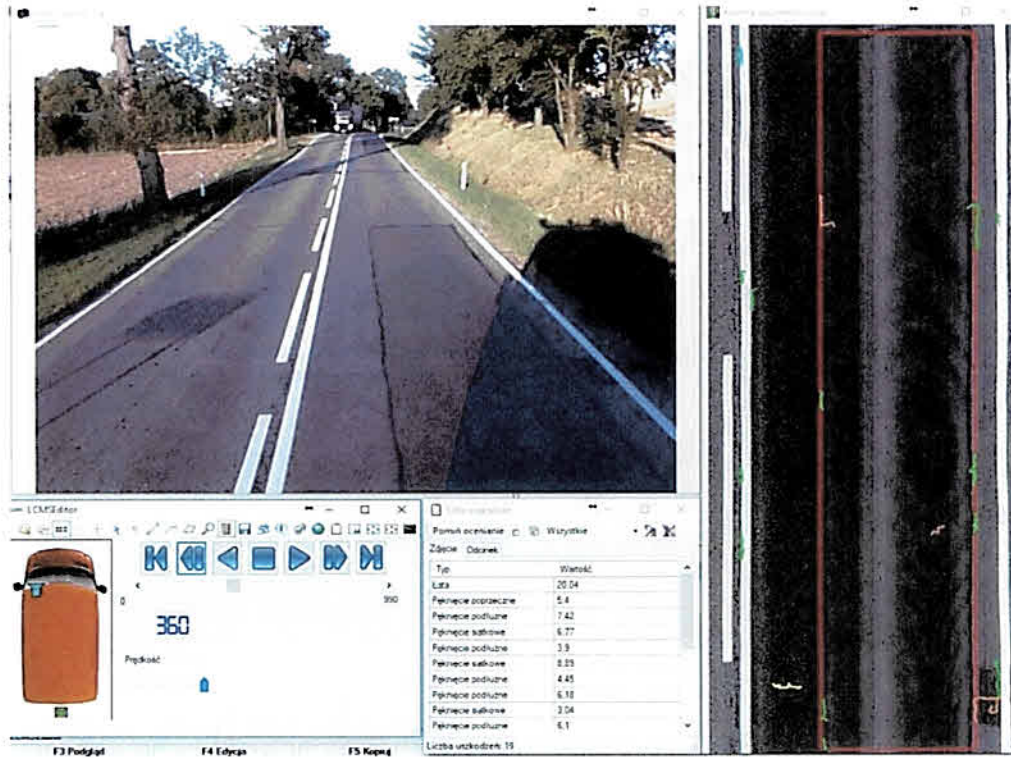 LCMSEditor
0
990
360
Prędkość
F3 Podgląd F4 Edycja F5 Kopiuj
Pomiń ocenianie Wszystkie
Zdjęcie Odcinek
Typ Wartość
Łata 20.04
Pęknięcie poprzeczne 5.4
Pęknięcie podłużne 7.42
Pęknięcie siatkowe 6.77
Pęknięcie podłużne 3.9
Pęknięcie siatkowe 8.89
Pęknięcie podłużne 4.45
Pęknięcie podłużne 6.18
Pęknięcie siatkowe 3.04
Pęknięcie podłużne 6.1
Liczba uszkodzeń: 19